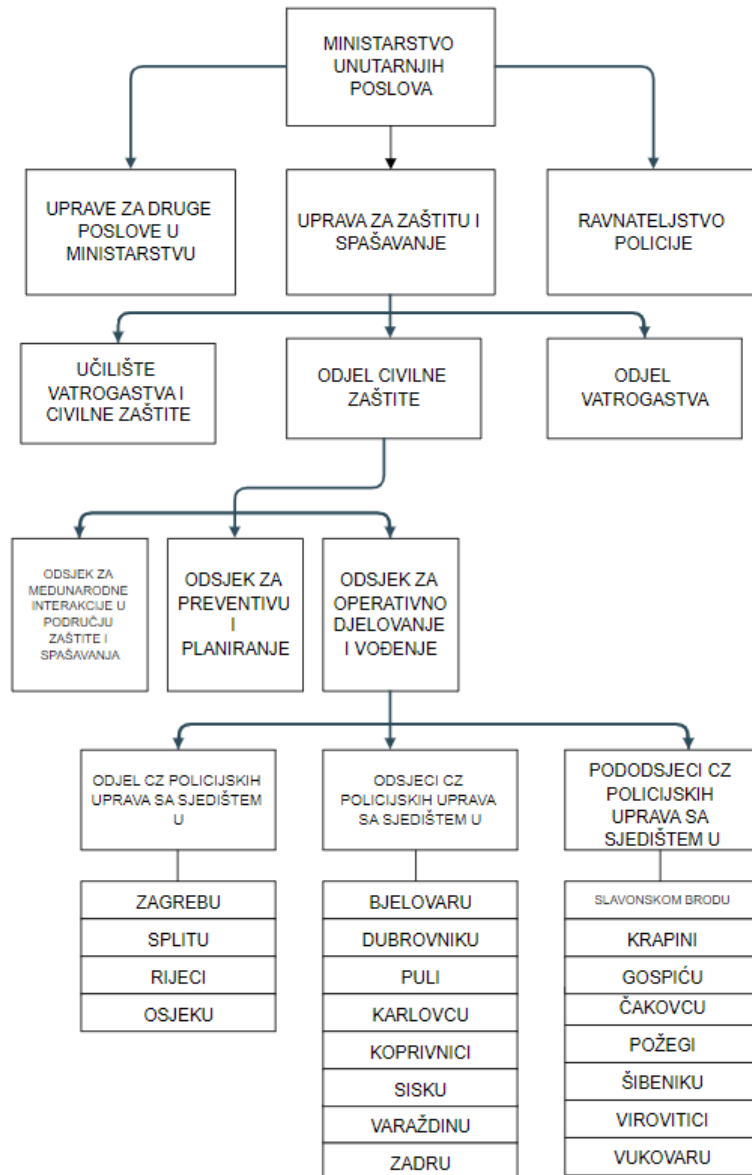 MINISTARSTVO
UNUTARNJIH
POSLOVA
UPRAVE ZA DRUGE
POSLOVE U
MINISTARSTVU
UPRAVA ZA ZAŠTITU I
SPAŠAVANJE
RAVNATELJSTVO
POLICIJE
UČILIŠTE
VATROGASTVA I
CIVILNE ZAŠTITE
ODJEL CIVILNE
ZAŠTITE
ODJEL
VATROGASTVA
ODSJEK ZA
MEĐUNARODNE
INTERAKCIJE U
PODRUČJU
ZAŠTITE I
SPAŠAVANJA
ODSJEK ZA
PREVENTIVU
I
PLANIRANJE
ODSJEK ZA
OPERATIVNO
DJELOVANJE
I VOĐENJE
ODJEL CZ POLICIJSKIH
UPRAVA SA SJEDIŠTEM
U
ZAGREBU
SPLITU
RIJECI
OSJEKU
ODSJECI CZ
POLICIJSKIH UPRAVA
SA SJEDIŠTEM U
BJELOVARU
DUBROVNIKU
PULI
KARLOVCU
KOPRIVNICI
SISKU
VARAŽDINU
ZADRU
PODODSJECI CZ
POLICIJSKIH
UPRAVA SA
SJEDIŠTEM U
SLAVONSKOM BRODU
KRAPINI
GOSPIĆU
ČAKOVCU
POŽEGI
ŠIBENIKU
VIROVITICI
VUKOVARU